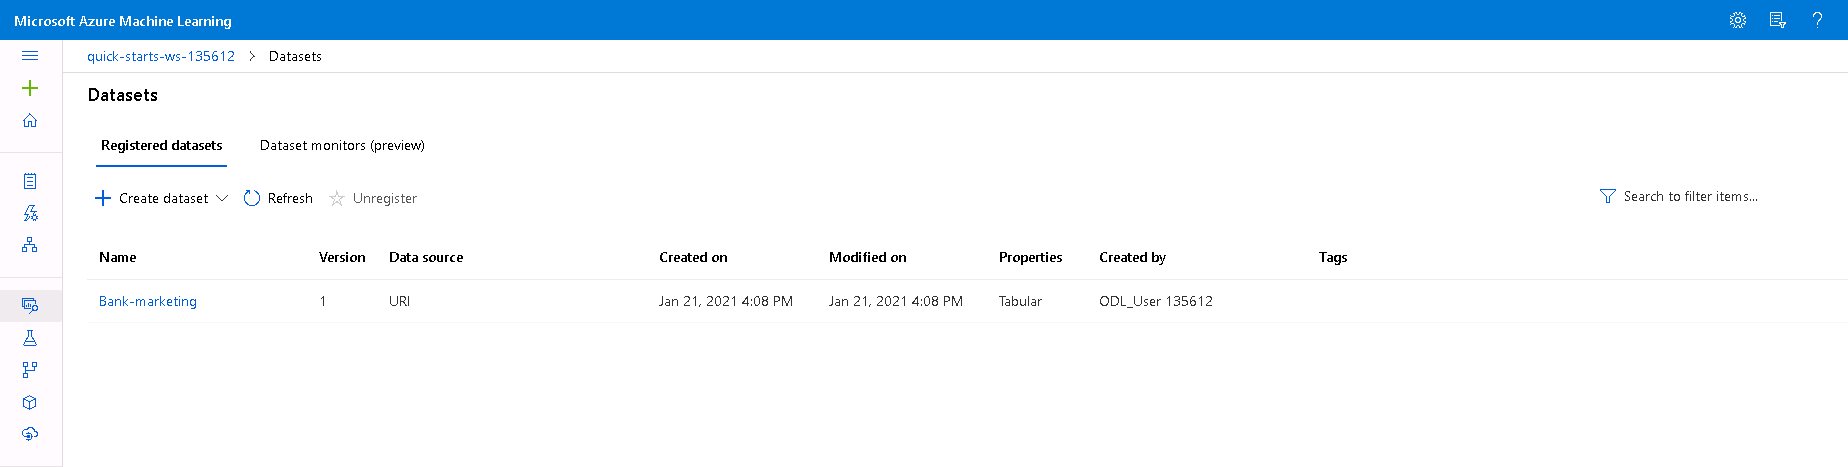 Microsoft Azure Machine Learning
quick-starts-ws-135612 > Datasets
Datasets
Registered datasets Dataset monitors (preview)
Create dataset Refresh Unregister Search to filter items...
Name Version Data source Created on Modified on Properties Created by Tags
Bank-marketing 1 URI Jan 21, 2021 4:08 PM Jan 21, 2021 4:08 PM Tabular ODL_User 135612